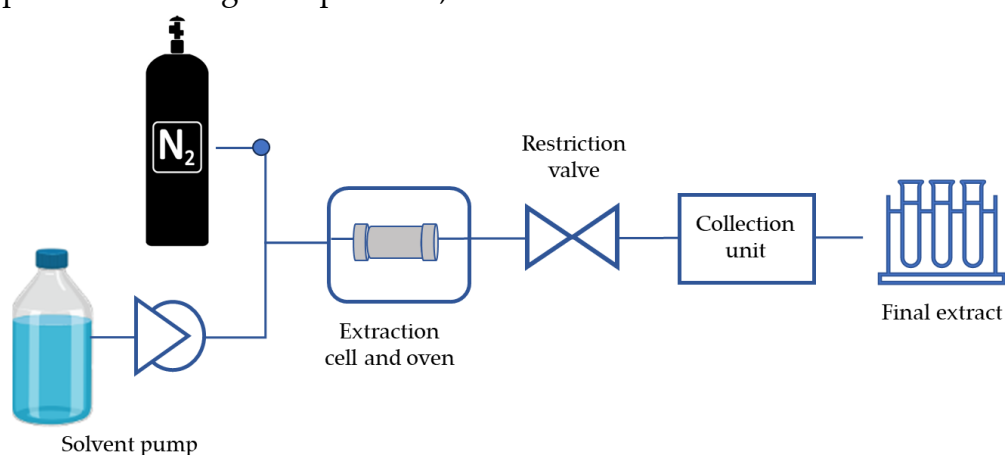 N₂
Restriction
valve
Collection
unit
Final extract
Extraction
cell and oven
Solvent pump